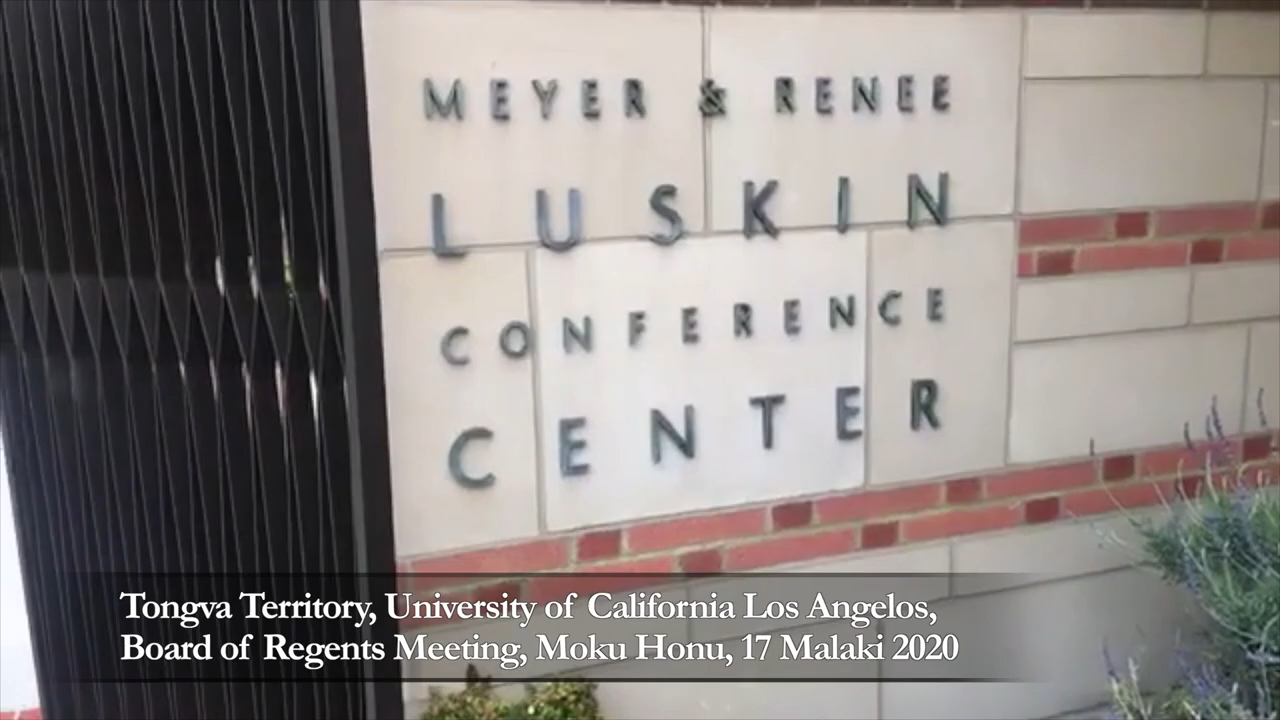 MEYER & RENEE
LUSKIN
CONFERENCE
CENTER
Tongva Territory, University of California Los Angelos,
Board of Regents Meeting, Moku Honu, 17 Malaki 2020